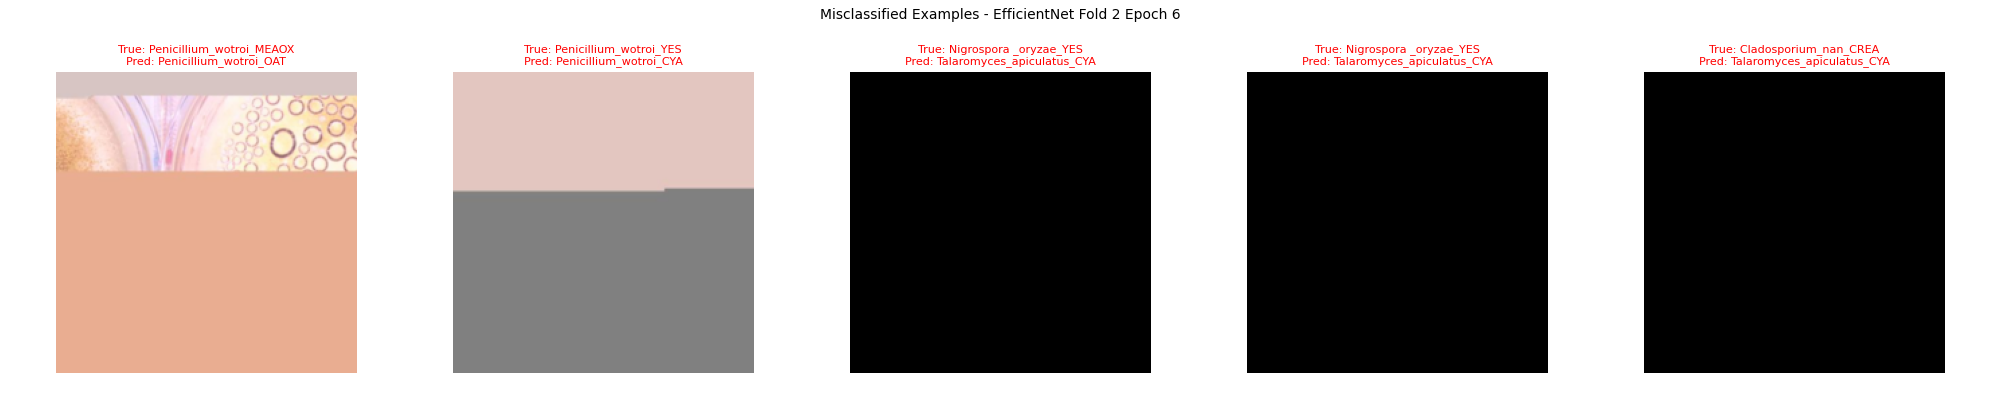 Misclassified Examples - EfficientNet Fold 2 Epoch 6
True: Penicillium_wotroi_MEAOX
Pred: Penicillium_wotroi_OAT
True: Penicillium_wotroi_YES
Pred: Penicillium_wotroi_CYA
True: Nigrospora _oryzae_YES
Pred: Talaromyces_apiculatus_CYA
True: Nigrospora _oryzae_YES
Pred: Talaromyces_apiculatus_CYA
True: Cladosporium_nan_CREA
Pred: Talaromyces_apiculatus_CYA